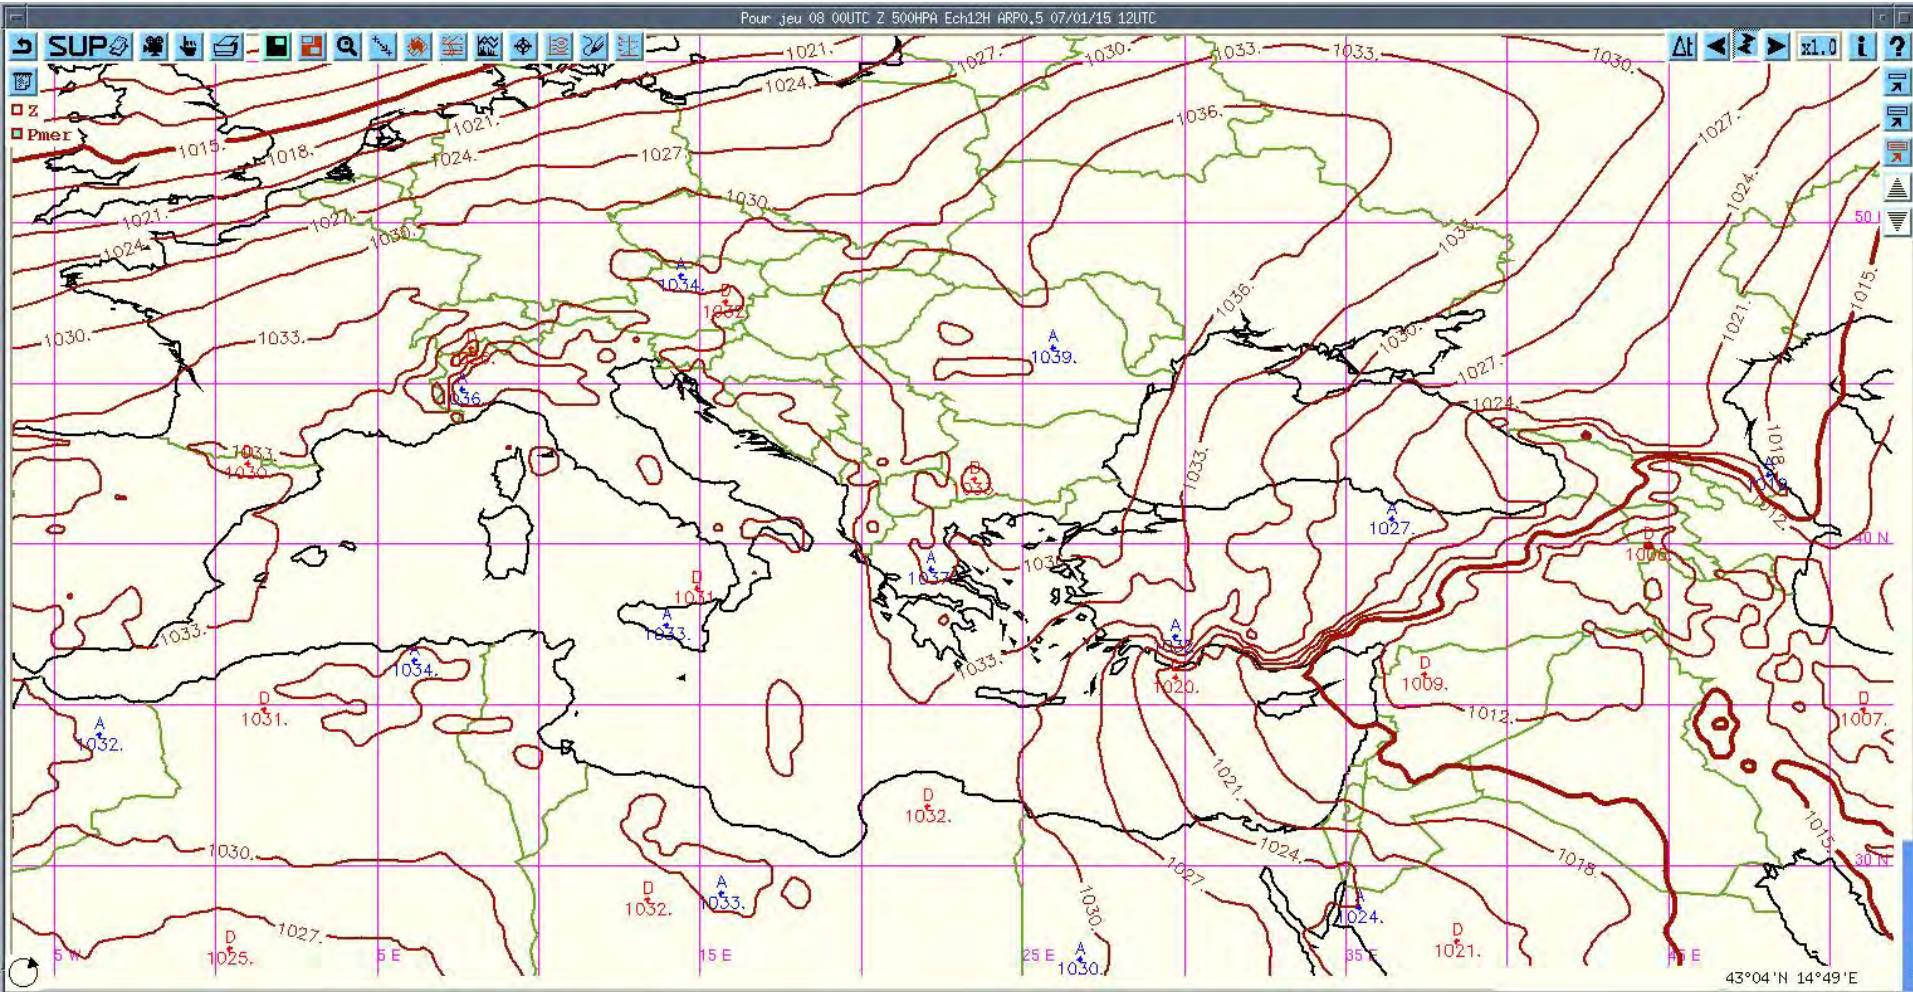 Pour jeu 08 00UTC Z 500HPA Ech12H ARP0.5 07/01/15 12UTC
SUP
Δt
x1.0
i
?
Z
Pmer
1021.
1027.
1030.
1033.
1033.
1030.
1024.
1036.
1027.
1021.
1015.
1018.
1024.
1027.
1024.
1030.
1021.
1027.
50
1024.
1030.
1033.
A
1034.
D
1036.
1015.
1021.
1030.
1033.
1030.
A
1039.
1027.
A
1036.
1024.
1033.
D
1030.
D
1033.
1018.
A
1012.
A
1027.
40 N
D
1008.
A
1037.
D
1031.
A
1033.
1033.
A
A
1034.
1033.
D
1020.
D
1009.
D
1031.
1012.
D
1007.
A
1032.
1021.
D
1032.
1015.
1030.
1024.
1018.
30 N
1027.
D
1032.
A
1033.
1030.
A
1024.
1027.
D
1025.
D
1021.
A
1030.
5 W
5 E
15 E
25 E
35 E
45 E
43°04'N 14°49'E